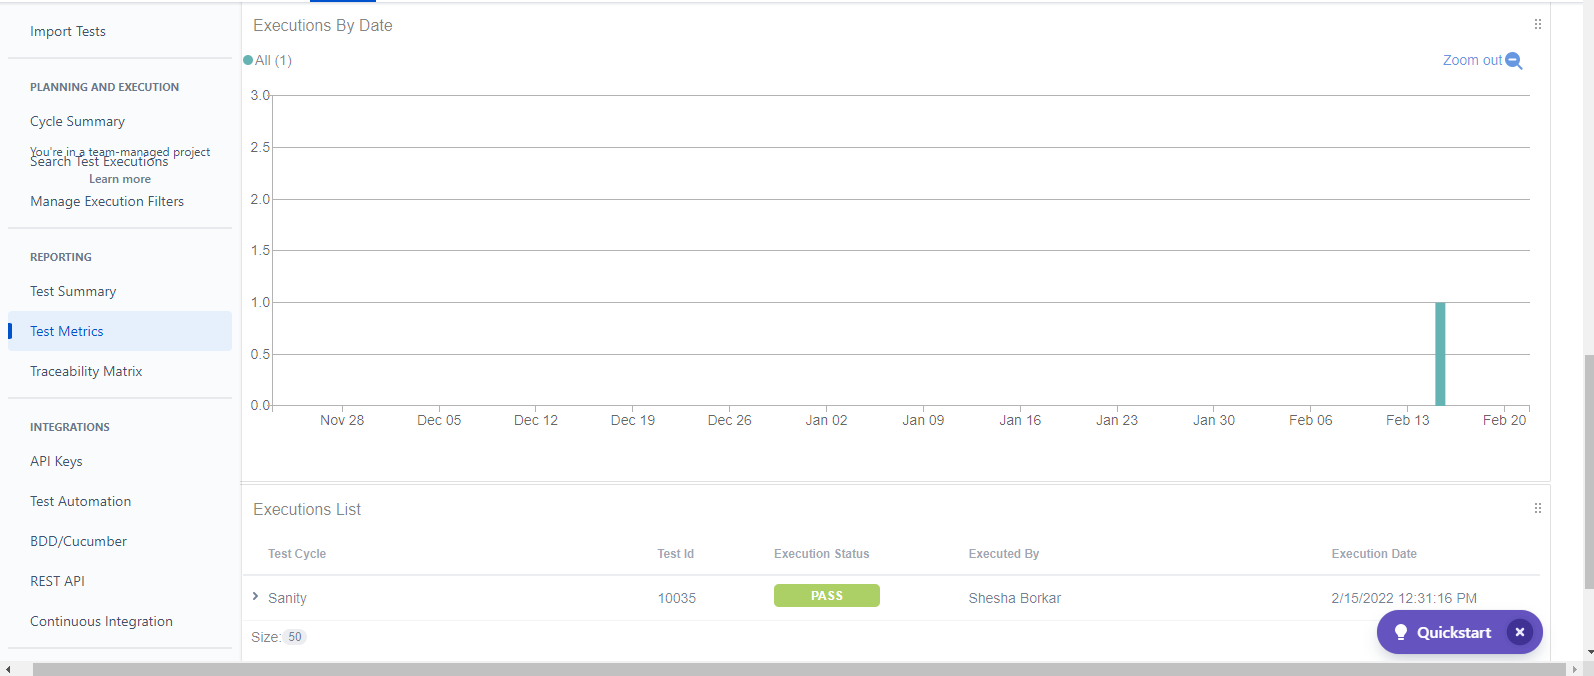 Import Tests
PLANNING AND EXECUTION
Cycle Summary
You're in a team-managed project
Search Test Executions
Learn more
Manage Execution Filters
REPORTING
Test Summary
Test Metrics
Traceability Matrix
INTEGRATIONS
API Keys
Test Automation
BDD/Cucumber
REST API
Continuous Integration
Executions By Date
All (1)
Zoom out
3.0
2.5
2.0
1.5
1.0
0.5
0.0
Nov 28 Dec 05 Dec 12 Dec 19 Dec 26 Jan 02 Jan 09 Jan 16 Jan 23 Jan 30 Feb 06 Feb 13 Feb 20
Executions List
Test Cycle Test Id Execution Status Executed By Execution Date
Sanity 10035 PASS Shesha Borkar 2/15/2022 12:31:16 PM
Size: 50
Quickstart